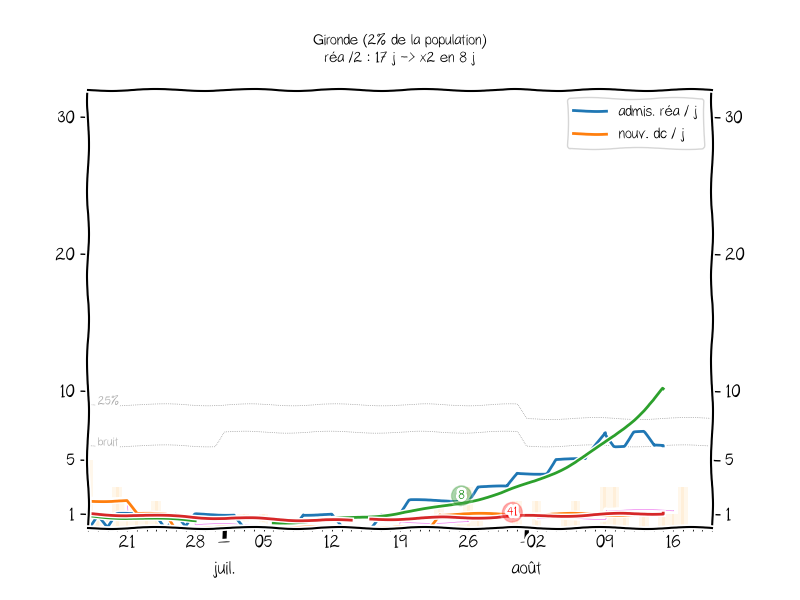 Gironde (2% de la population)
réa /2 : 17 j -> x2 en 8 j
admis. réa / j
nouv. dc / j
30
30
20
20
10
10
25%
bruit
5
5
8
41
1
1
21 28 05 12 19 26 02 09 16
juil. août